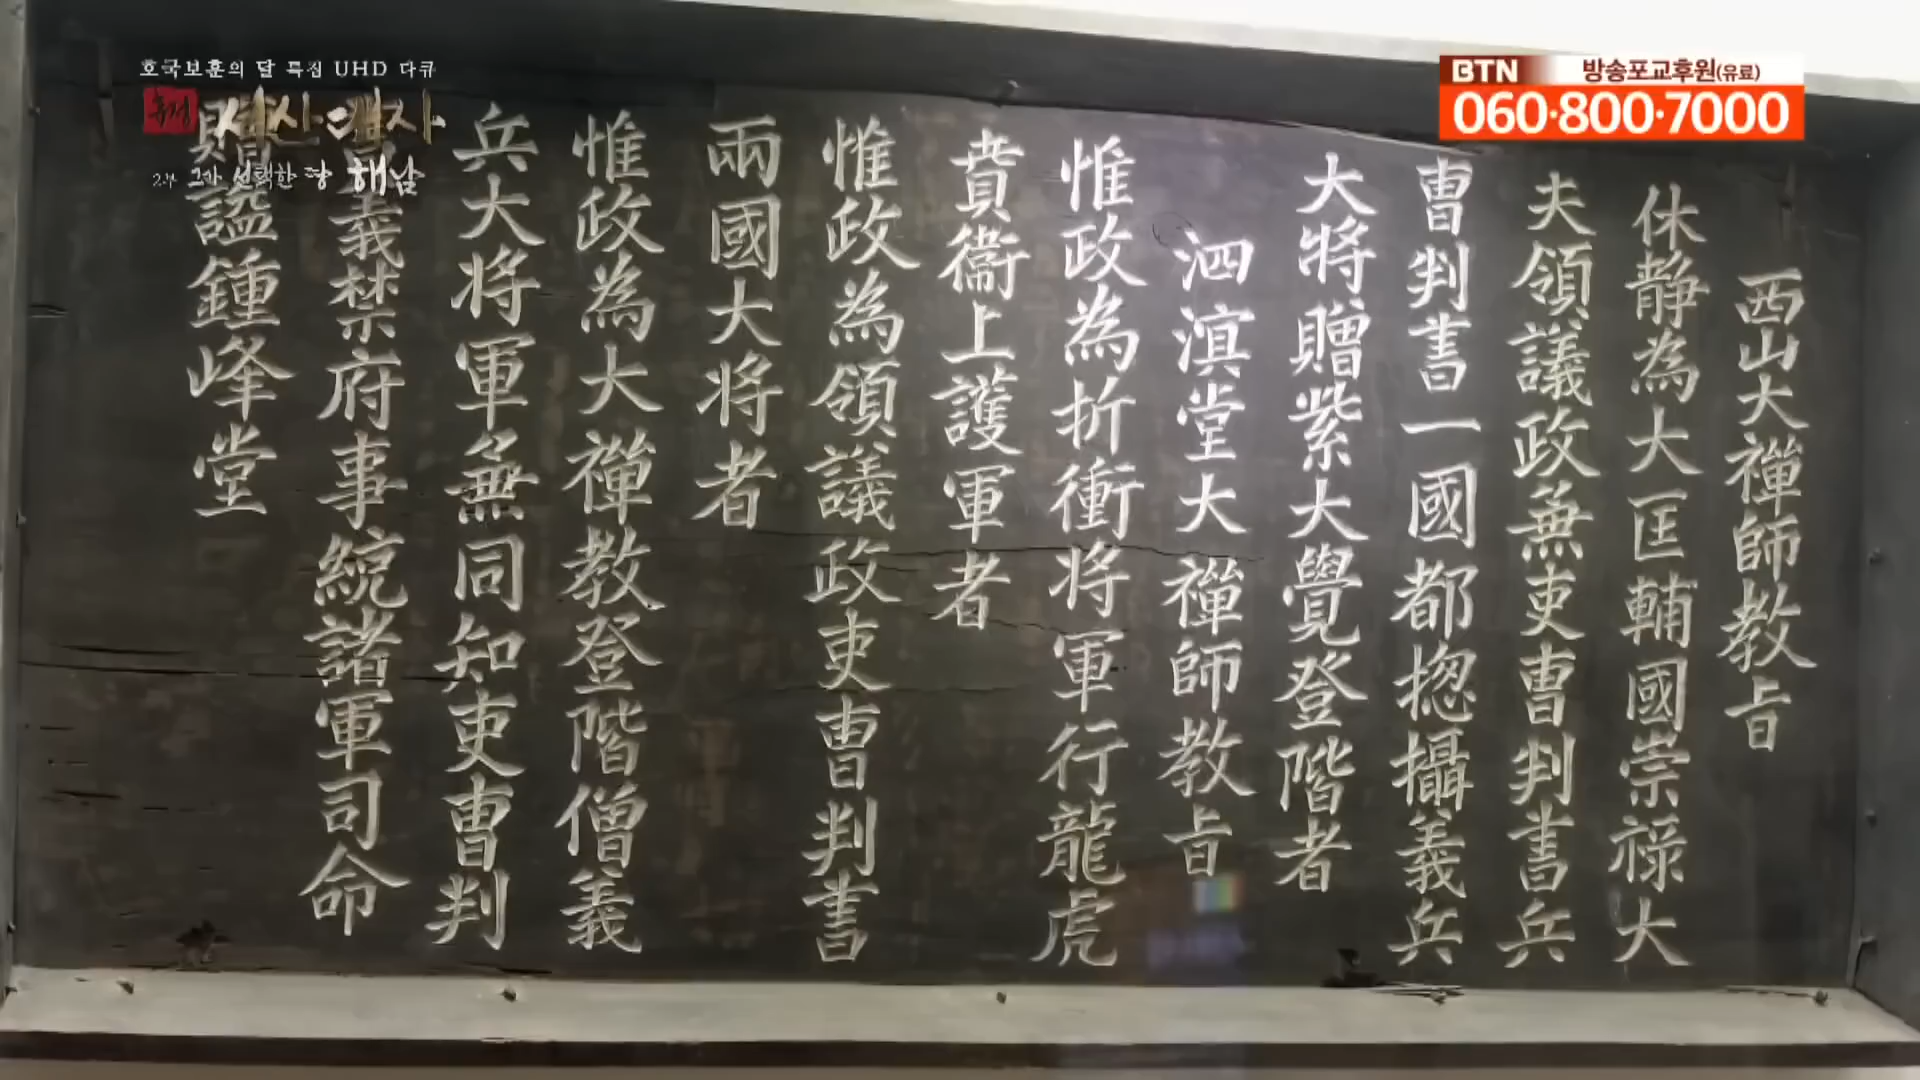 호국보훈의 달 특집 UHD 다큐
2부 그가 선택한 땅 해남
BTN 방송포교후원(유료)
060·800·7000
西山大禪師教旨
休静為大匡輔國崇祿大
夫領議政兼吏曹判書兵
曹判書一國都摠攝義兵
大將贈紫大覺登階者
泗溟堂大禪師教旨
惟政為折衝将軍行龍虎
賁衞上護軍者
惟政為領議政吏曹判書
兩國大将者
惟政為大禪教登階僧義
兵大将軍兼同知吏曹判
義禁府事統諸軍司命
贈謚鍾峰堂